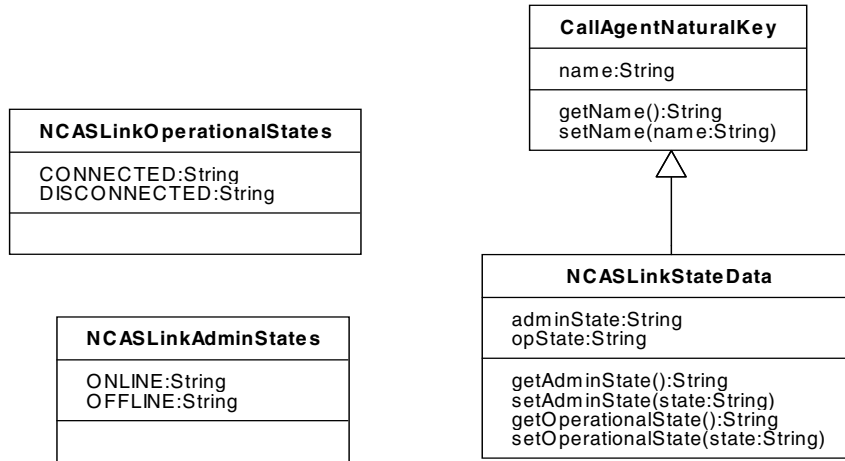 CallAgentNaturalKey
name:String
getName():String
setName(name:String)
NCASLinkOperationalStates
CONNECTED:String
DISCONNECTED:String
NCASLinkStateData
adminState:String
opState:String
getAdminState():String
setAdminState(state:String)
getOperationalState():String
setOperationalState(state:String)
NCASLinkAdminStates
ONLINE:String
OFFLINE:String